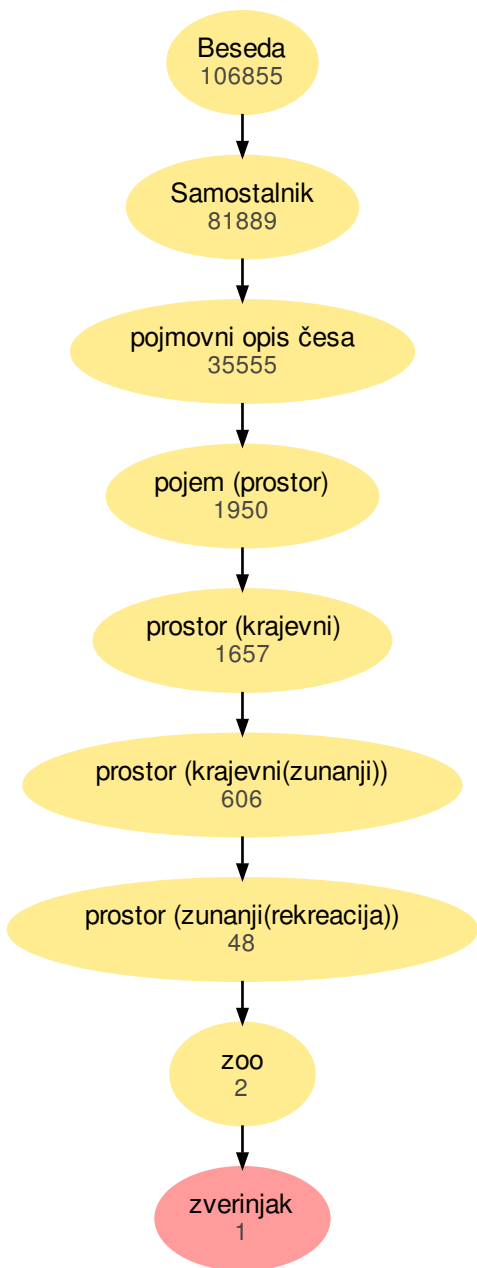 Beseda
106855
Samostalnik
81889
pojmovni opis česa
35555
pojem (prostor)
1950
prostor (krajevni)
1657
prostor (krajevni(zunanji))
606
prostor (zunanji(rekreacija))
48
zoo
2
zverinjak
1